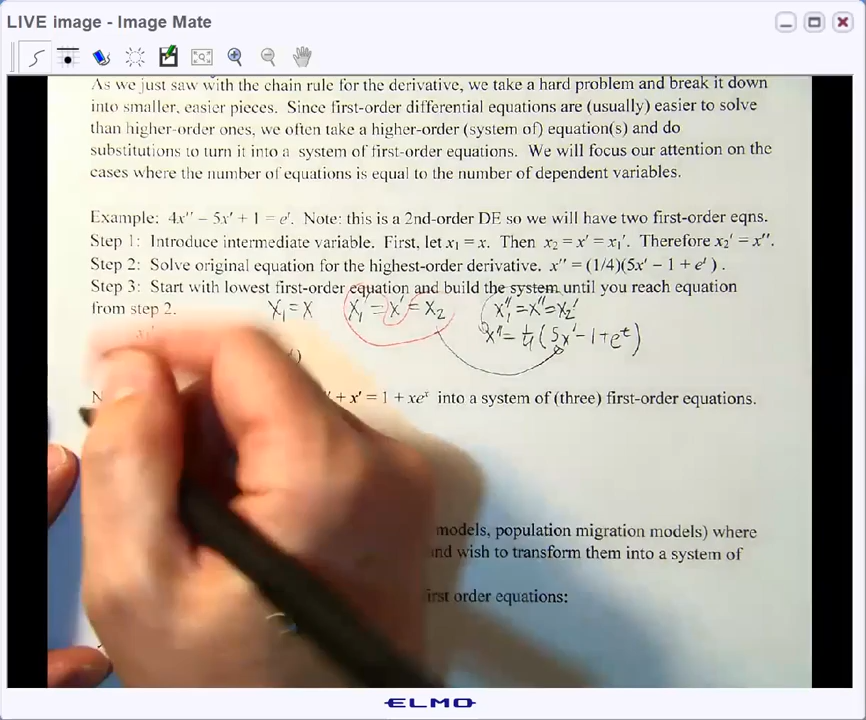 LIVE image - Image Mate
As we just saw with the chain rule for the derivative, we take a hard problem and break it down
into smaller, easier pieces. Since first-order differential equations are (usually) easier to solve
than higher-order ones, we often take a higher-order (system of) equation(s) and do
substitutions to turn it into a system of first-order equations. We will focus our attention on the
cases where the number of equations is equal to the number of dependent variables.
Example: 4x'' − 5x' + 1 = eᵗ. Note: this is a 2nd-order DE so we will have two first-order eqns.
Step 1: Introduce intermediate variable. First, let x₁ = x. Then x₂ = x' = x₁'. Therefore x₂' = x''.
Step 2: Solve original equation for the highest-order derivative. x'' = (1/4)(5x' − 1 + eᵗ).
Step 3: Start with lowest first-order equation and build the system until you reach equation
from step 2. x₁ = x x₁' = x' = x₂ x₁'' = x'' = x₂'
x'' = ¼(5x' − 1 + eᵗ)
+ x' = 1 + xeˣ into a system of (three) first-order equations.
models, population migration models) where
and wish to transform them into a system of
first order equations:
ELMO